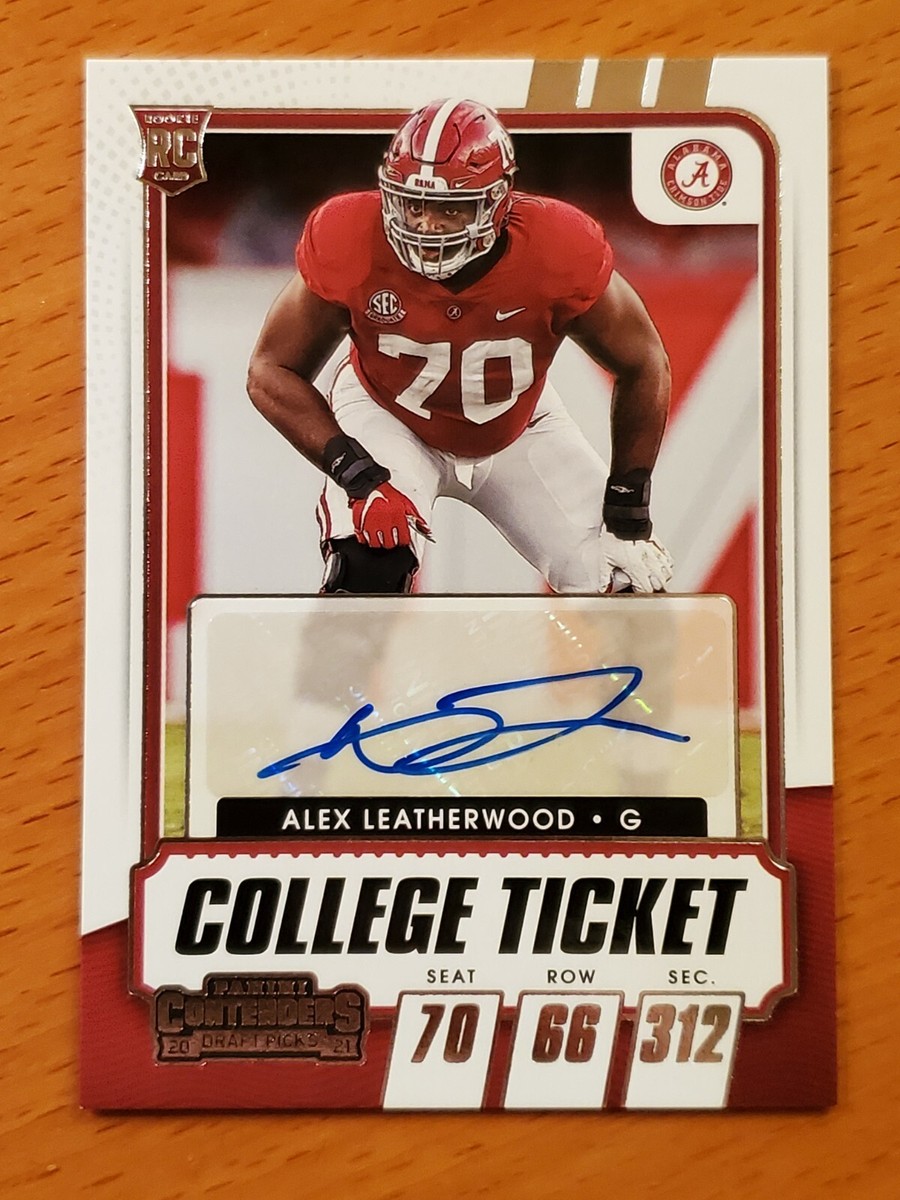 ROOKIE
RC
CARD
ALABAMA
A
CRIMSON TIDE
BAMA
SEC
GRADUATE
A
70
ALEX LEATHERWOOD • G
COLLEGE TICKET
SEAT ROW SEC.
70 66 312
PANINI
CONTENDERS
20 DRAFT PICKS 21